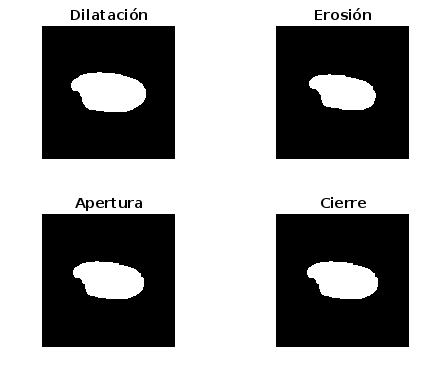 Dilatación
Erosión
Apertura
Cierre